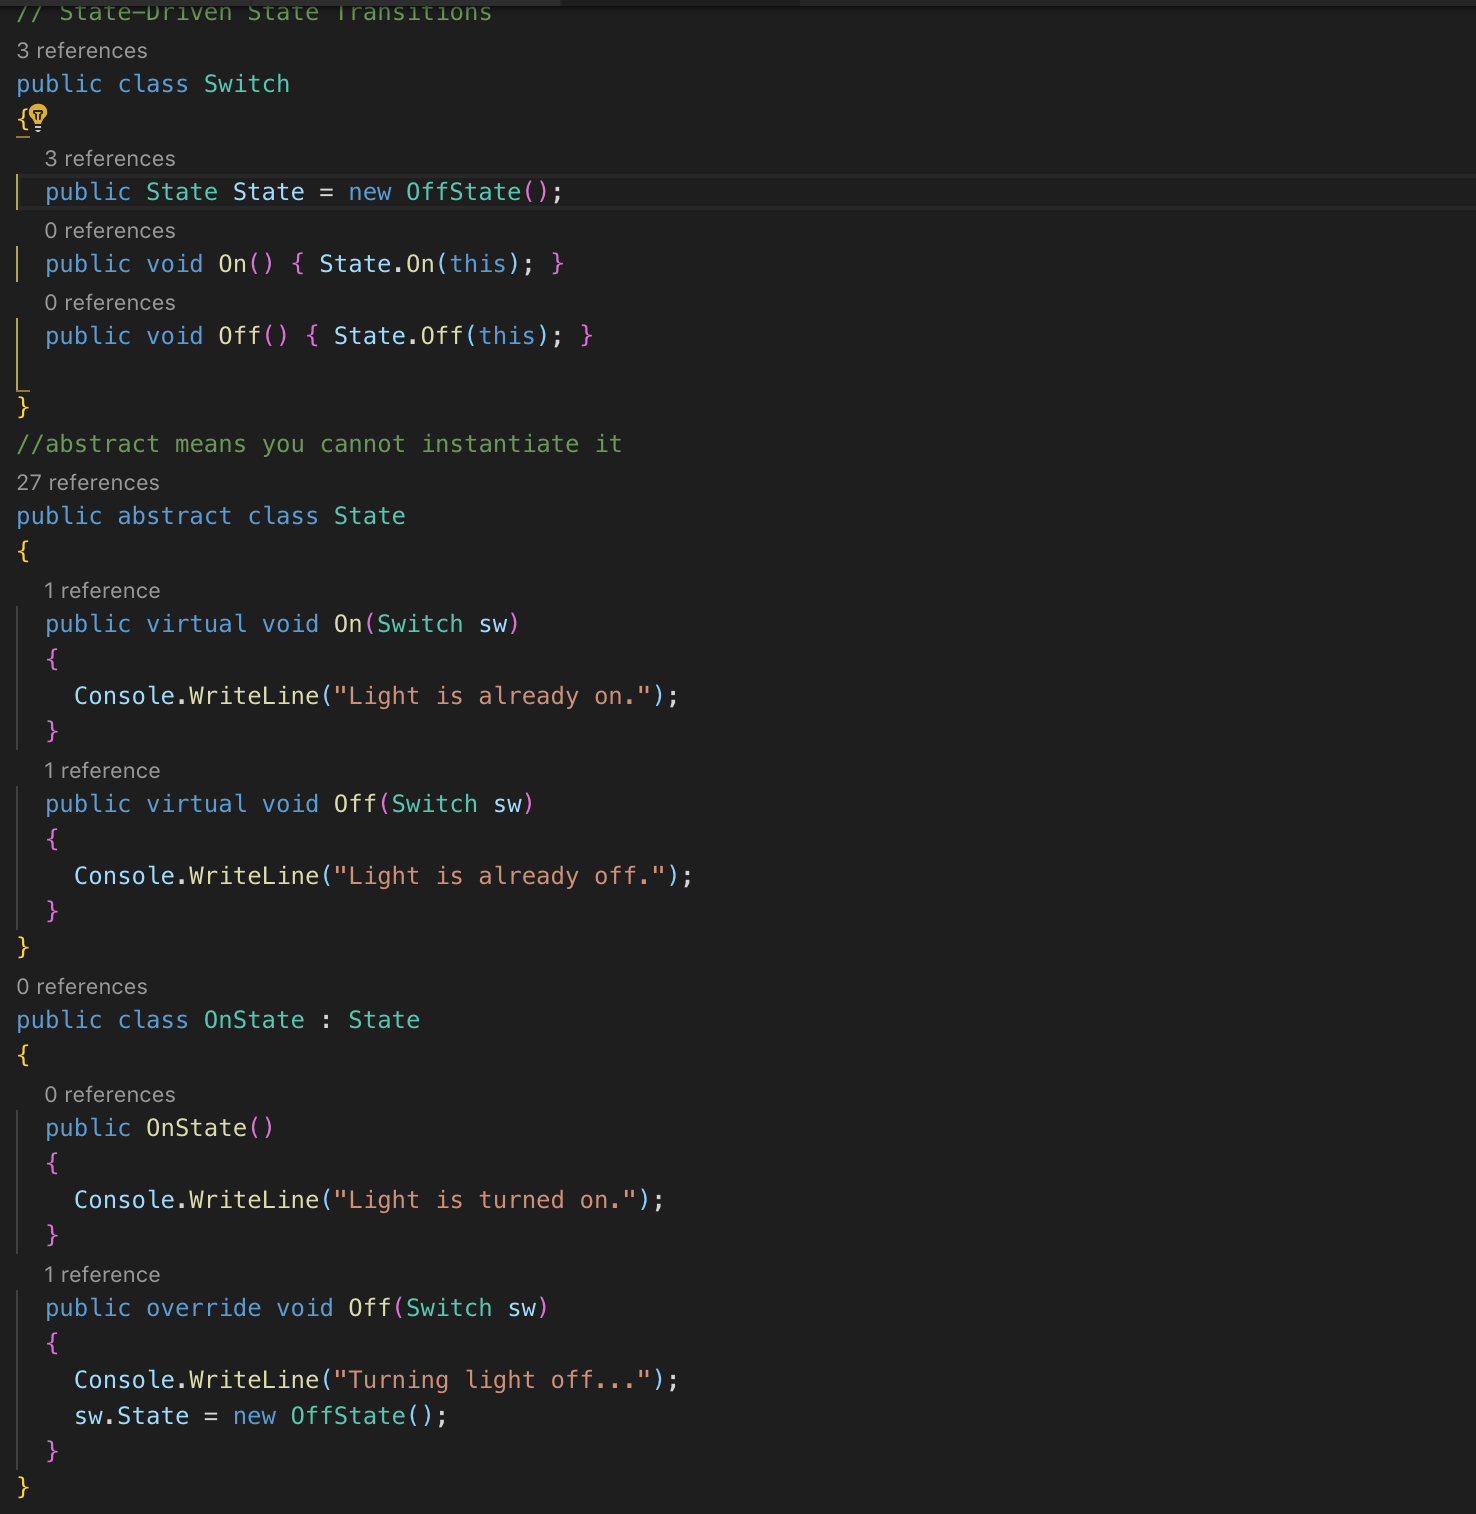 // State-Driven State Transitions
3 references
public class Switch
{
3 references
public State State = new OffState();
0 references
public void On() { State.On(this); }
0 references
public void Off() { State.Off(this); }
}
//abstract means you cannot instantiate it
27 references
public abstract class State
{
1 reference
public virtual void On(Switch sw)
{
Console.WriteLine("Light is already on.");
}
1 reference
public virtual void Off(Switch sw)
{
Console.WriteLine("Light is already off.");
}
}
0 references
public class OnState : State
{
0 references
public OnState()
{
Console.WriteLine("Light is turned on.");
}
1 reference
public override void Off(Switch sw)
{
Console.WriteLine("Turning light off...");
sw.State = new OffState();
}
}